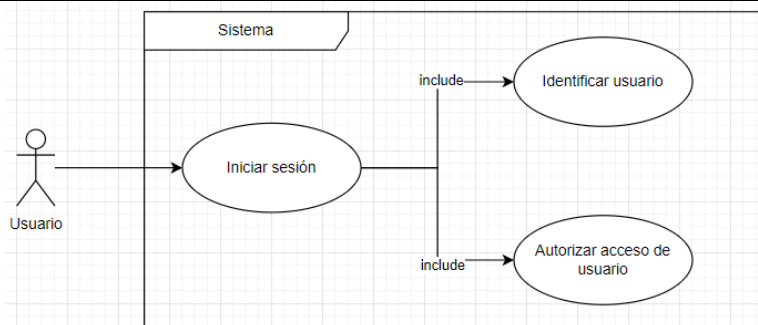 Sistema
include
Identificar usuario
Iniciar sesión
Usuario
include
Autorizar acceso de
usuario